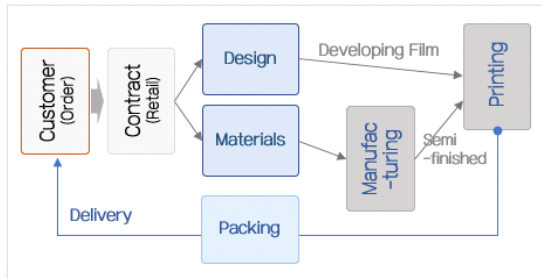 Customer
(Order)
Contract
(Retail)
Design
Developing Film
Printing
Materials
Manufac
-turing
Semi
-finished
Delivery
Packing